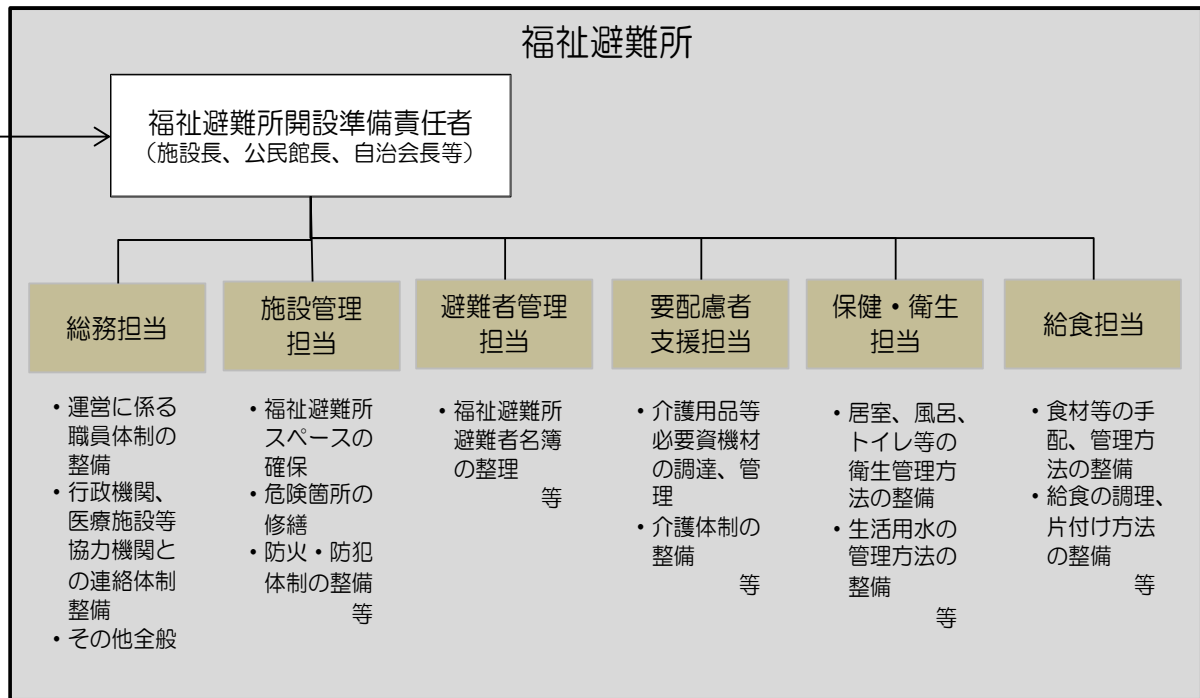 福祉避難所
福祉避難所開設準備責任者
（施設長、公民館長、自治会長等）
総務担当
施設管理
担当
避難者管理
担当
要配慮者
支援担当
保健・衛生
担当
給食担当
・運営に係る
職員体制の
整備
・行政機関、
医療施設等
協力機関と
の連絡体制
整備
・その他全般
・福祉避難所
スペースの
確保
・危険箇所の
修繕
・防火・防犯
体制の整備
等
・福祉避難所
避難者名簿
の整理
等
・介護用品等
必要資機材
の調達、管
理
・介護体制の
整備
等
・居室、風呂、
トイレ等の
衛生管理方
法の整備
・生活用水の
管理方法の
整備
等
・食材等の手
配、管理方
法の整備
・給食の調理、
片付け方法
の整備
等